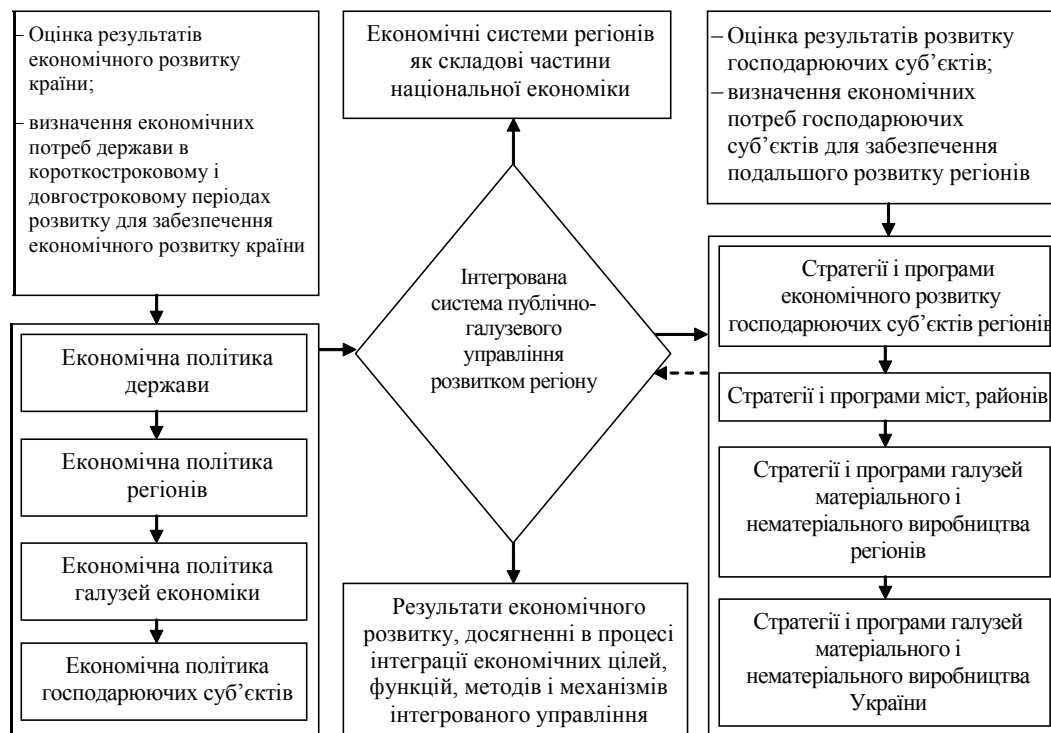 – Оцінка результатів
економічного розвитку
країни;
– визначення економічних
потреб держави в
короткостроковому і
довгостроковому періодах
розвитку для забезпечення
економічного розвитку країни
Економічна політика
держави
Економічна політика
регіонів
Економічна політика
галузей економіки
Економічна політика
господарюючих суб’єктів
Економічні системи регіонів
як складові частини
національної економіки
Інтегрована
система публічно-
галузевого
управління
розвитком регіону
Результати економічного
розвитку, досягненні в процесі
інтеграції економічних цілей,
функцій, методів і механізмів
інтегрованого управління
– Оцінка результатів розвитку
господарюючих суб’єктів;
– визначення економічних
потреб господарюючих
суб’єктів для забезпечення
подальшого розвитку регіонів
Стратегії і програми
економічного розвитку
господарюючих суб’єктів регіонів
Стратегії і програми міст, районів
Стратегії і програми галузей
матеріального і
нематеріального виробництва
регіонів
Стратегії і програми галузей
матеріального і
нематеріального виробництва
України